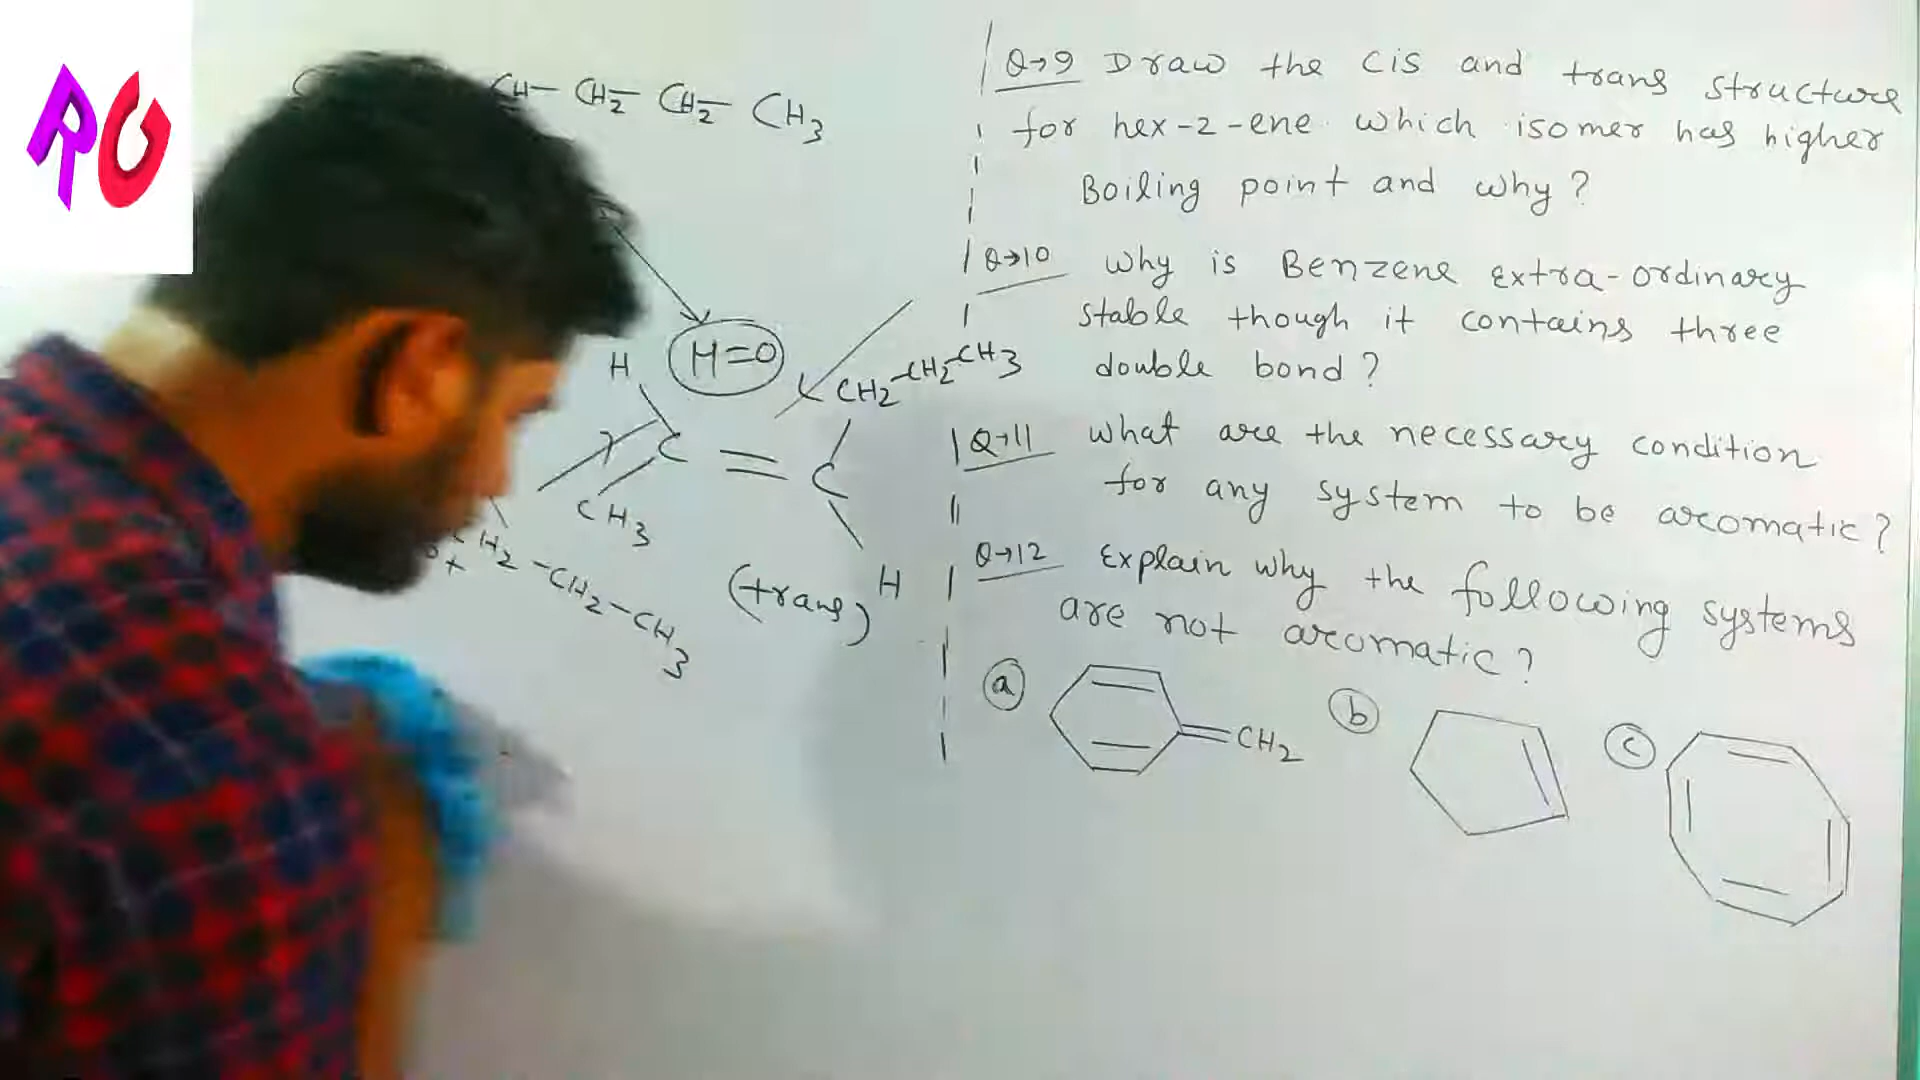 RG
CH— CH2— CH2— CH3
H
M=0
CH2—CH2—CH3
C = C
CH3
H2—CH2—CH3
(trans)
H
Q→9 Draw the cis and trans structure
for hex-2-ene. which isomer has higher
Boiling point and why?
Q→10 why is Benzene extra-ordinary
stable though it contains three
double bond?
Q→11 what are the necessary condition
for any system to be aromatic?
Q→12 Explain why the following systems
are not aromatic?
a =CH2 b c